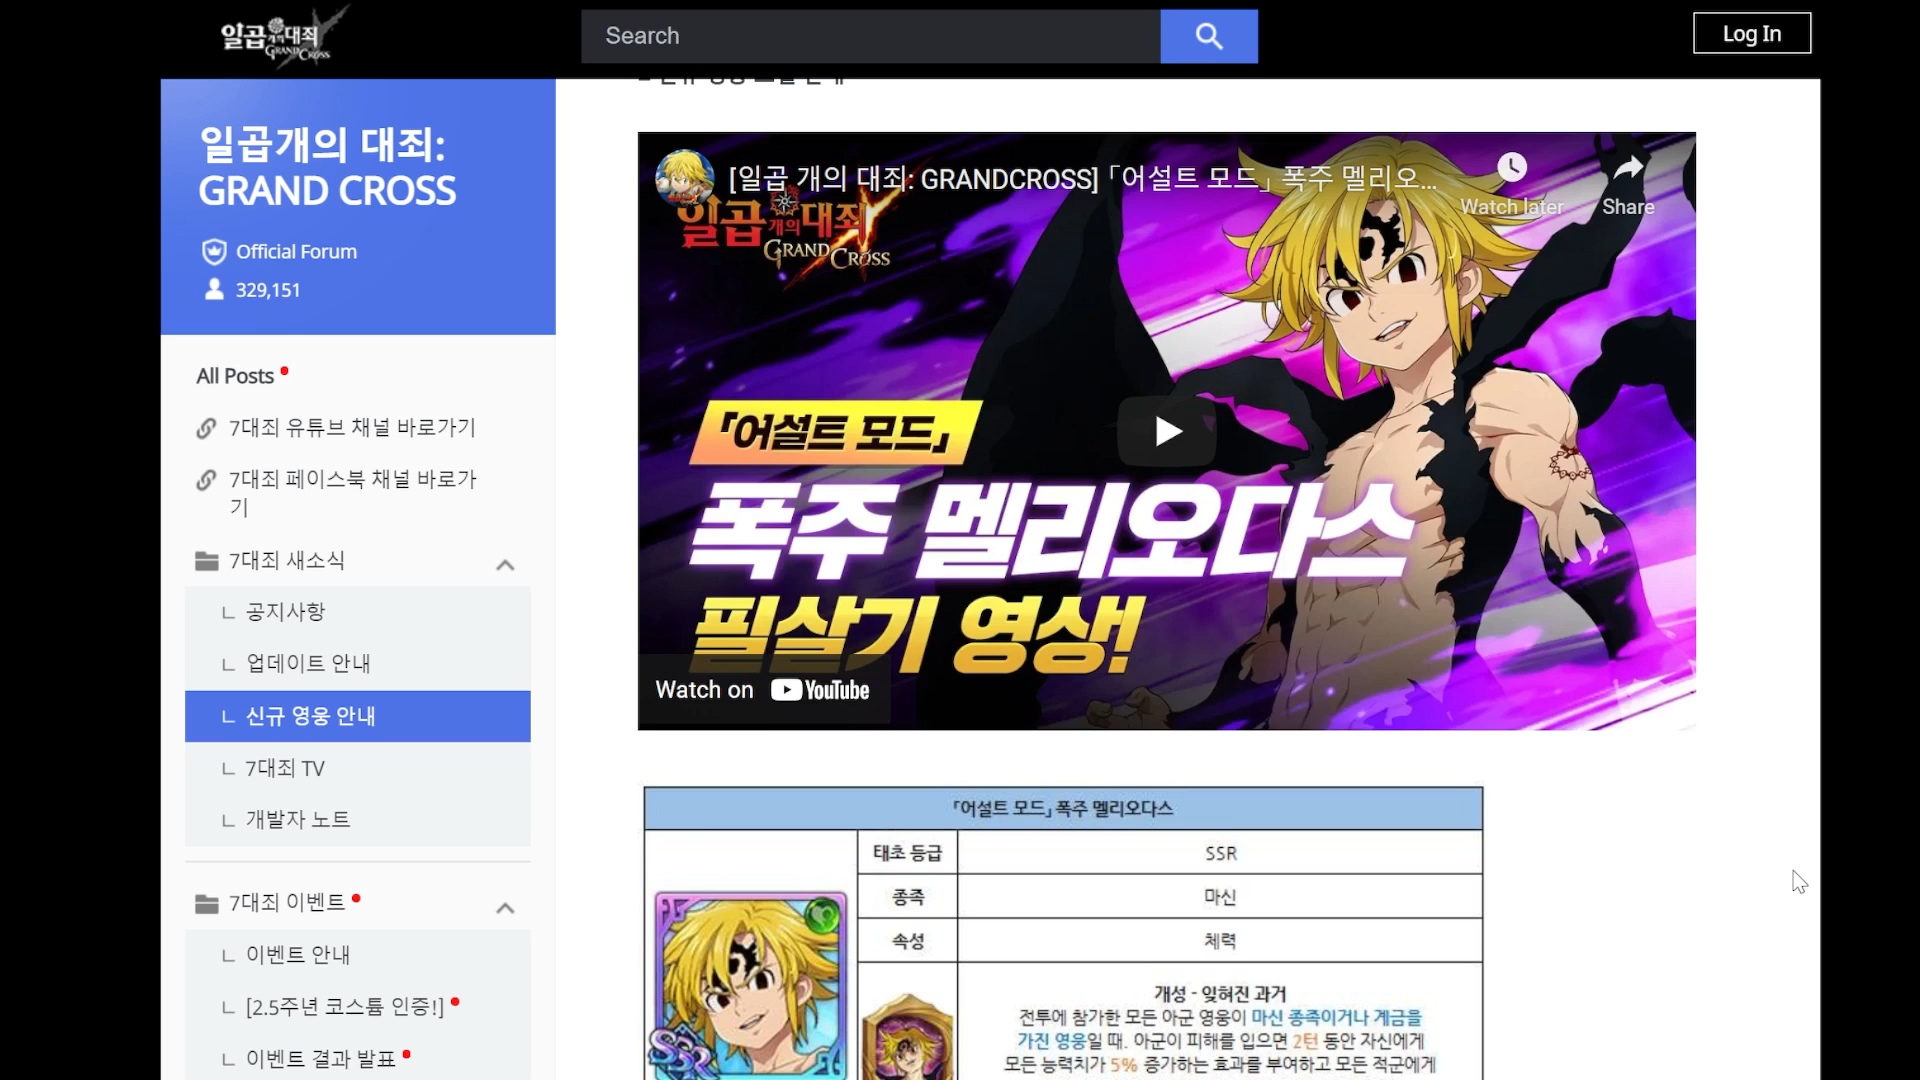 일곱개의대죄
GRAND CROSS
Search
Log In
일곱개의 대죄:
GRAND CROSS
Official Forum
329,151
All Posts
7대죄 유튜브 채널 바로가기
7대죄 페이스북 채널 바로가
기
7대죄 새소식
ㄴ 공지사항
ㄴ 업데이트 안내
ㄴ 신규 영웅 안내
ㄴ 7대죄 TV
ㄴ 개발자 노트
7대죄 이벤트
ㄴ 이벤트 안내
ㄴ [2.5주년 코스튬 인증!]
ㄴ 이벤트 결과 발표
[일곱 개의 대죄: GRANDCROSS] 「어설트 모드」 폭주 멜리오...
Watch later
Share
일곱개의대죄
GRAND CROSS
「어설트 모드」
폭주 멜리오다스
필살기 영상!
Watch on YouTube
「어설트 모드」 폭주 멜리오다스
태초 등급
SSR
종족
마신
속성
체력
SSR
개성 - 잊혀진 과거
전투에 참가한 모든 아군 영웅이 마신 종족이거나 계금을
가진 영웅일 때. 아군이 피해를 입으면 2턴 동안 자신에게
모든 능력치가 5% 증가하는 효과를 부여하고 모든 적군에게